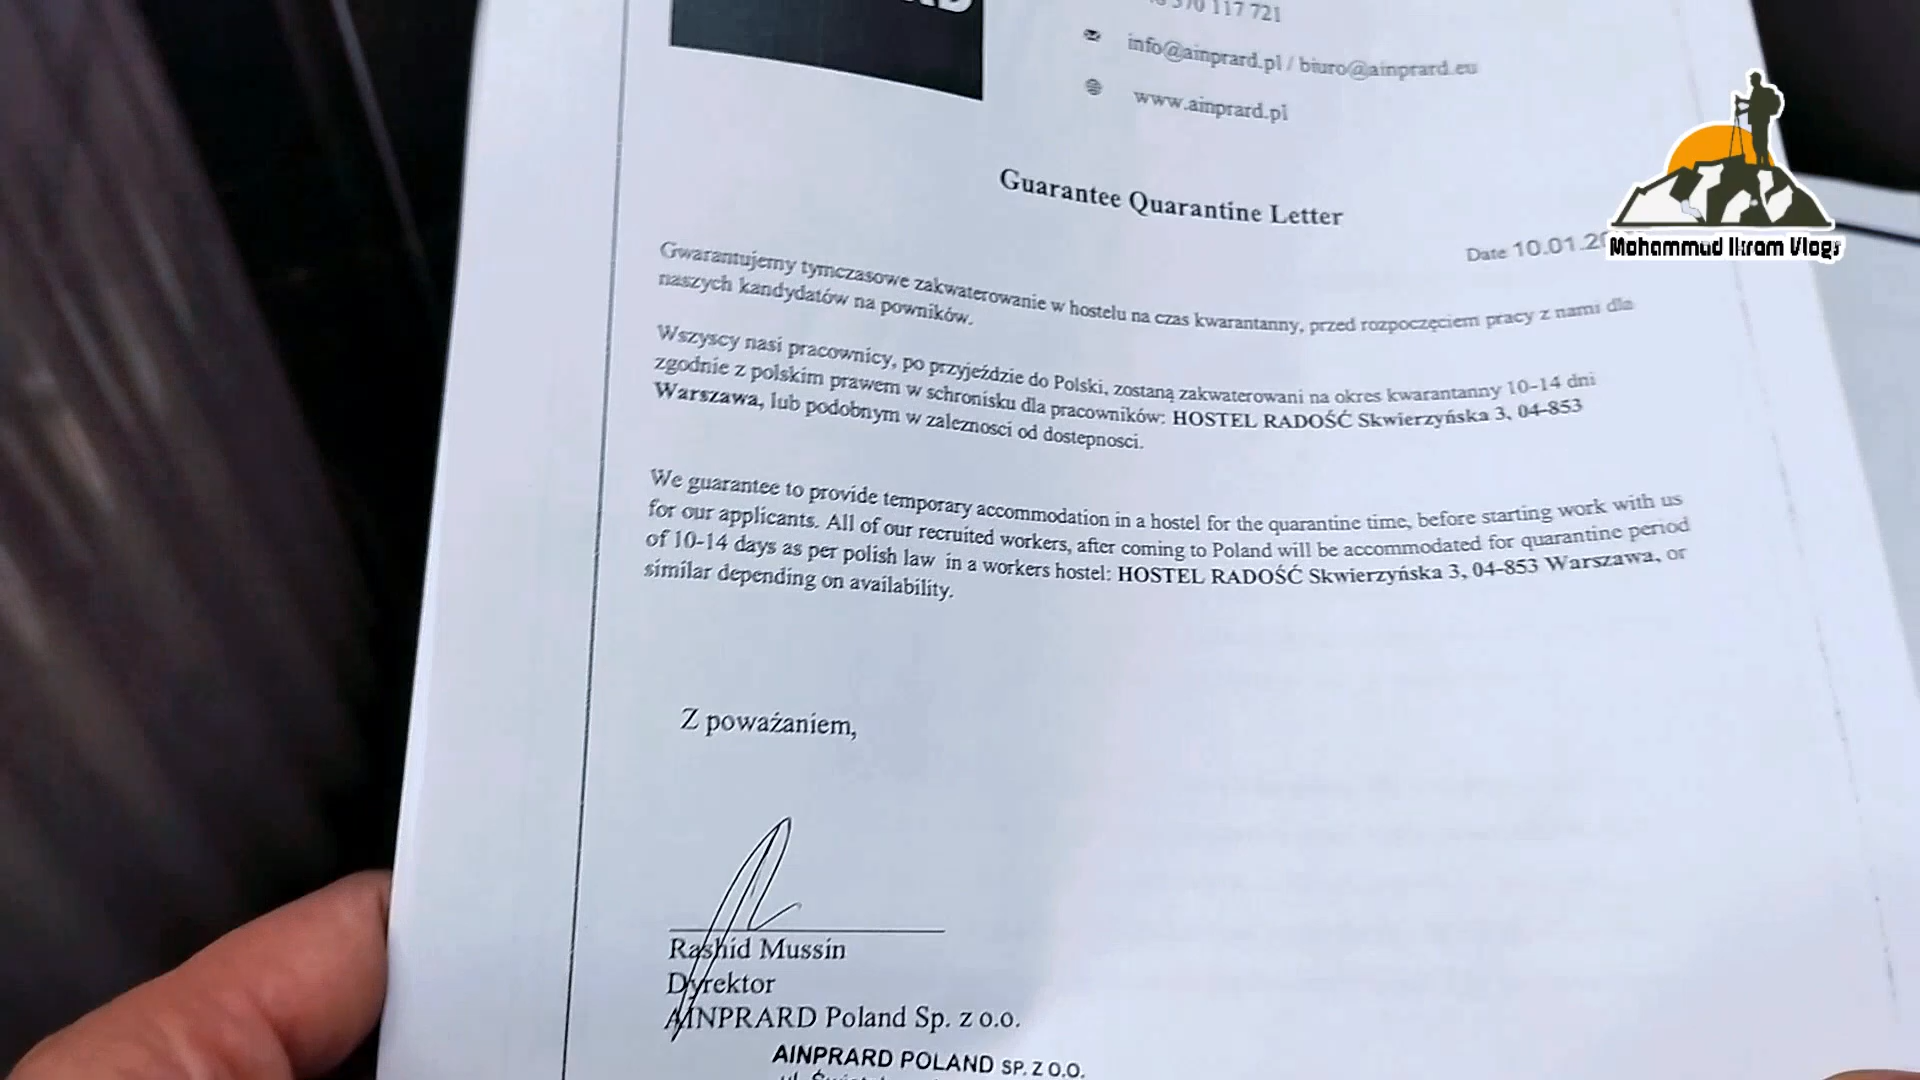 117 721
info@ainprard.pl / biuro@ainprard.eu
www.ainprard.pl
Guarantee Quarantine Letter
Date 10.01.20
Mohammad Ikram Vlogs
Gwarantujemy tymczasowe zakwaterowanie w hostelu na czas kwarantanny, przed rozpoczęciem pracy z nami dla
naszych kandydatów na powników.
Wszyscy nasi pracownicy, po przyjeździe do Polski, zostaną zakwaterowani na okres kwarantanny 10-14 dni
zgodnie z polskim prawem w schronisku dla pracowników: HOSTEL RADOŚĆ Skwierzyńska 3, 04-853
Warszawa, lub podobnym w zaleznosci od dostepnosci.
We guarantee to provide temporary accommodation in a hostel for the quarantine time, before starting work with us
for our applicants. All of our recruited workers, after coming to Poland will be accommodated for quarantine period
of 10-14 days as per polish law in a workers hostel: HOSTEL RADOŚĆ Skwierzyńska 3, 04-853 Warszawa, or
similar depending on availability.
Z poważaniem,
Rashid Mussin
Dyrektor
AINPRARD Poland Sp. z o.o.
AINPRARD POLAND SP. Z O.O.